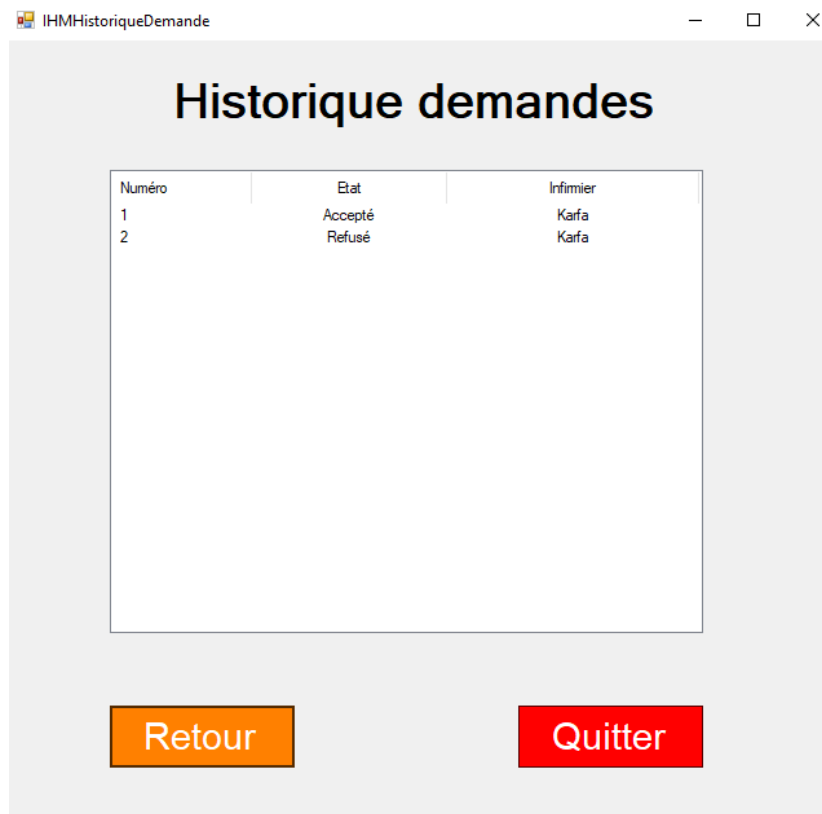 IHMHistoriqueDemande
Historique demandes
Numéro Etat Infirmier
1 Accepté Karfa
2 Refusé Karfa
Retour Quitter